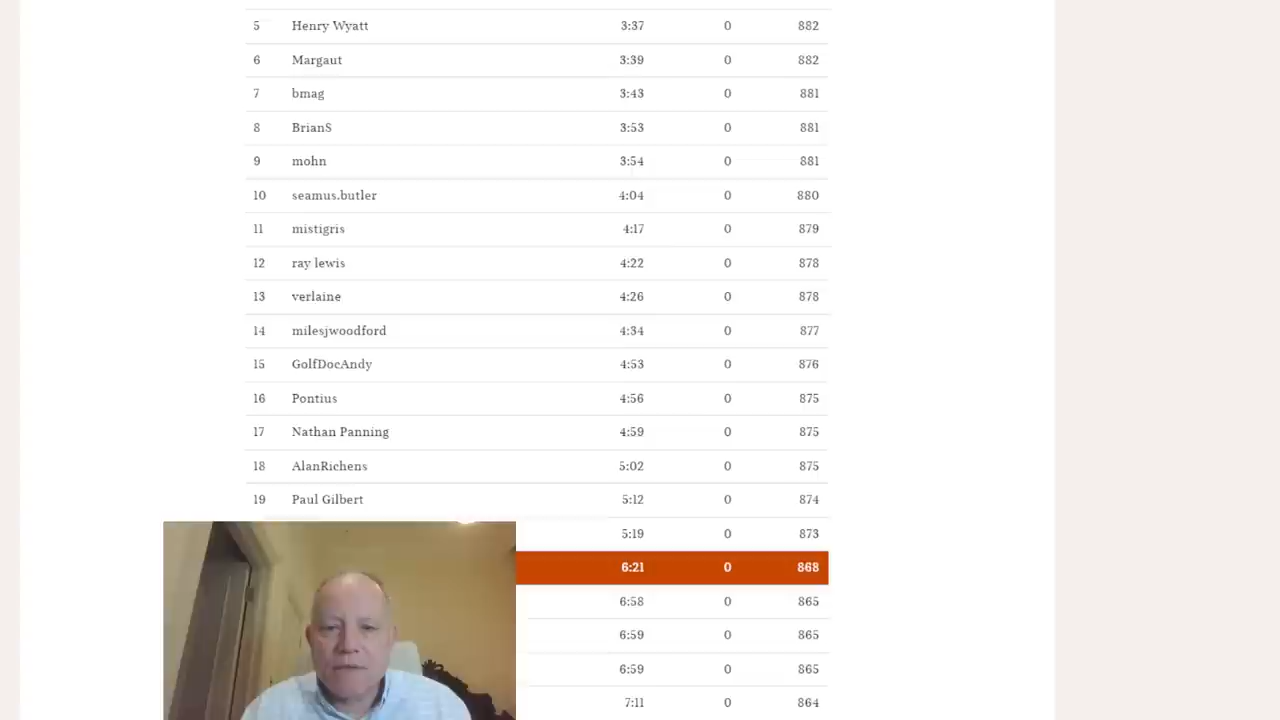 5 Henry Wyatt 3:37 0 882
6 Margaut 3:39 0 882
7 bmag 3:43 0 881
8 BrianS 3:53 0 881
9 mohn 3:54 0 881
10 seamus.butler 4:04 0 880
11 mistigris 4:17 0 879
12 ray lewis 4:22 0 878
13 verlaine 4:26 0 878
14 milesjwoodford 4:34 0 877
15 GolfDocAndy 4:53 0 876
16 Pontius 4:56 0 875
17 Nathan Panning 4:59 0 875
18 AlanRichens 5:02 0 875
19 Paul Gilbert 5:12 0 874
5:19 0 873
6:21 0 868
6:58 0 865
6:59 0 865
6:59 0 865
7:11 0 864